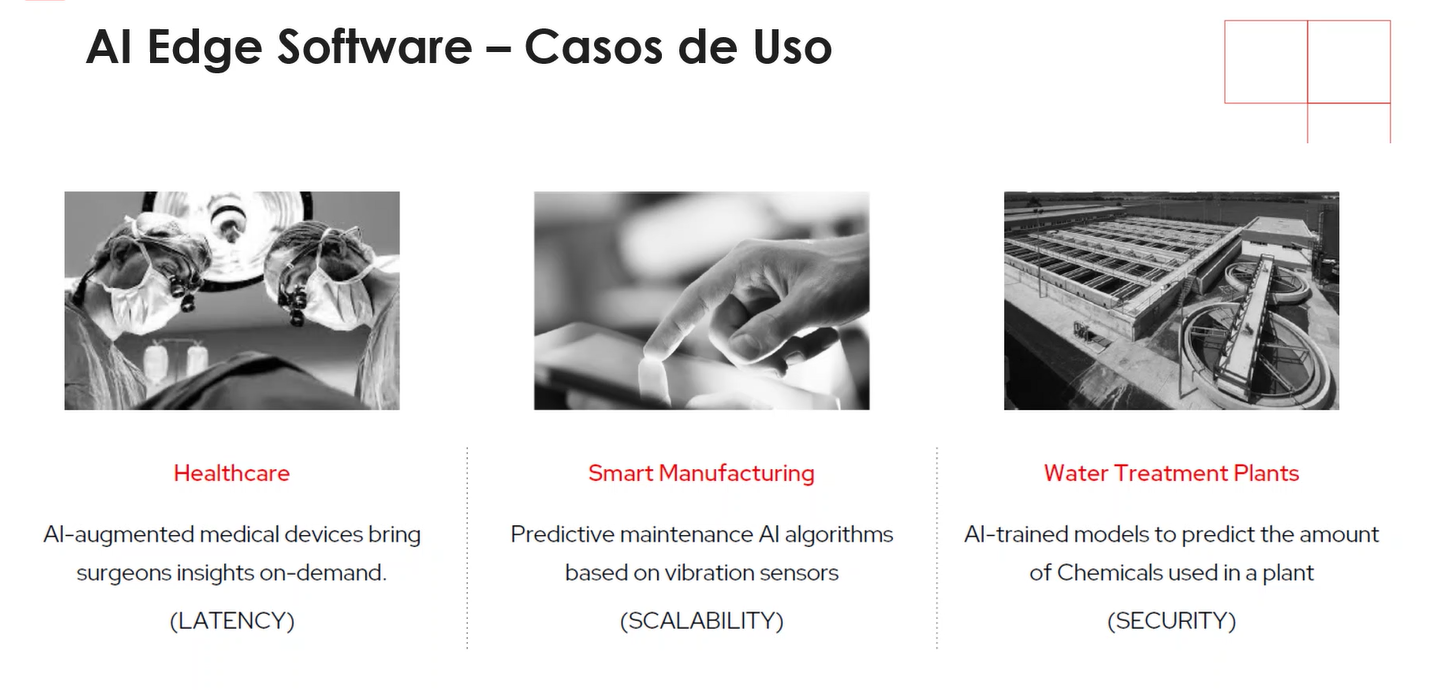 AI Edge Software – Casos de Uso
Healthcare
AI-augmented medical devices bring
surgeons insights on-demand.
(LATENCY)
Smart Manufacturing
Predictive maintenance AI algorithms
based on vibration sensors
(SCALABILITY)
Water Treatment Plants
AI-trained models to predict the amount
of Chemicals used in a plant
(SECURITY)